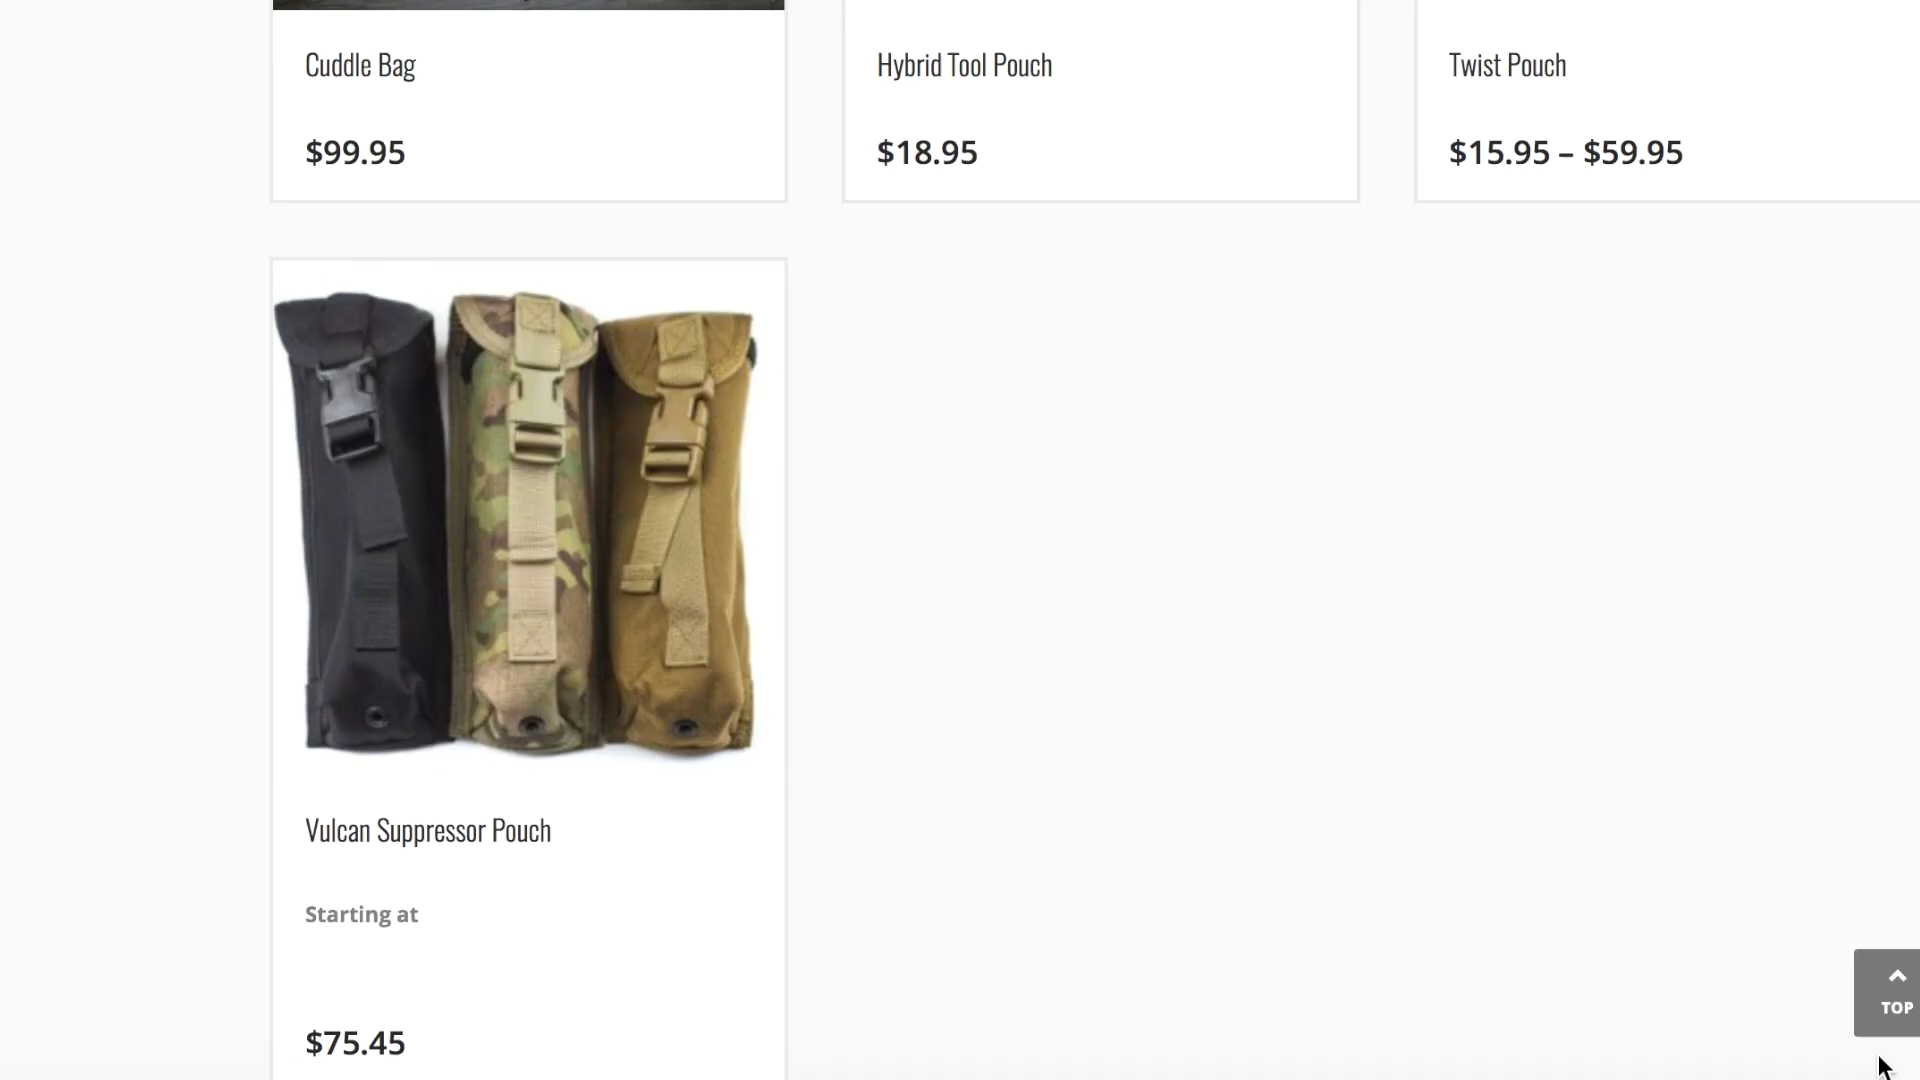 Cuddle Bag
$99.95
Hybrid Tool Pouch
$18.95
Twist Pouch
$15.95 – $59.95
Vulcan Suppressor Pouch
Starting at
$75.45
TOP